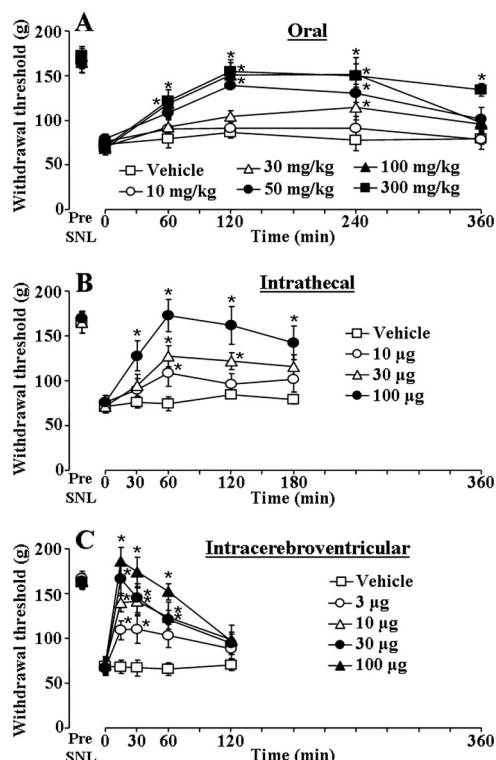 A
Oral
Withdrawal threshold (g)
200
150
100
50
0
* * * * * * * * * * *
Vehicle 30 mg/kg 100 mg/kg
10 mg/kg 50 mg/kg 300 mg/kg
Pre
SNL
0 60 120 240 360
Time (min)
B
Intrathecal
Withdrawal threshold (g)
200
150
100
50
0
* * * * * * *
Vehicle
10 µg
30 µg
100 µg
Pre
SNL
0 30 60 120 180 360
Time (min)
C
Intracerebroventricular
Withdrawal threshold (g)
200
150
100
50
0
* * * * * * * * * * *
Vehicle
3 µg
10 µg
30 µg
100 µg
Pre
SNL
0 30 60 120 360
Time (min)